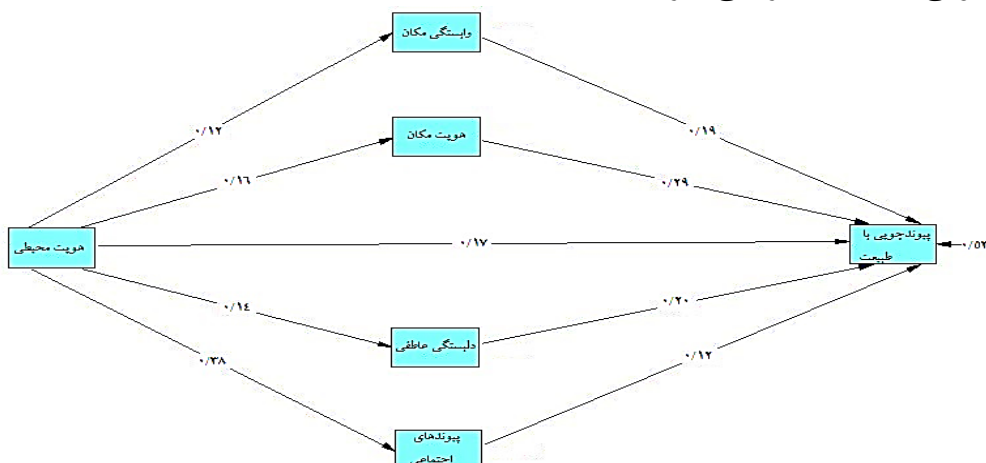 وابستگی مکان
۰/۱۲
۰/۱۹
هویت مکان
۰/۱۶
۰/۲۹
هویت محیطی
۰/۱۷
پیوندجویی با
طبیعت
۰/۵۲
۰/۱۴
۰/۲۰
دلبستگی عاطفی
۰/۳۸
۰/۱۲
پیوندهای
اجتماعی